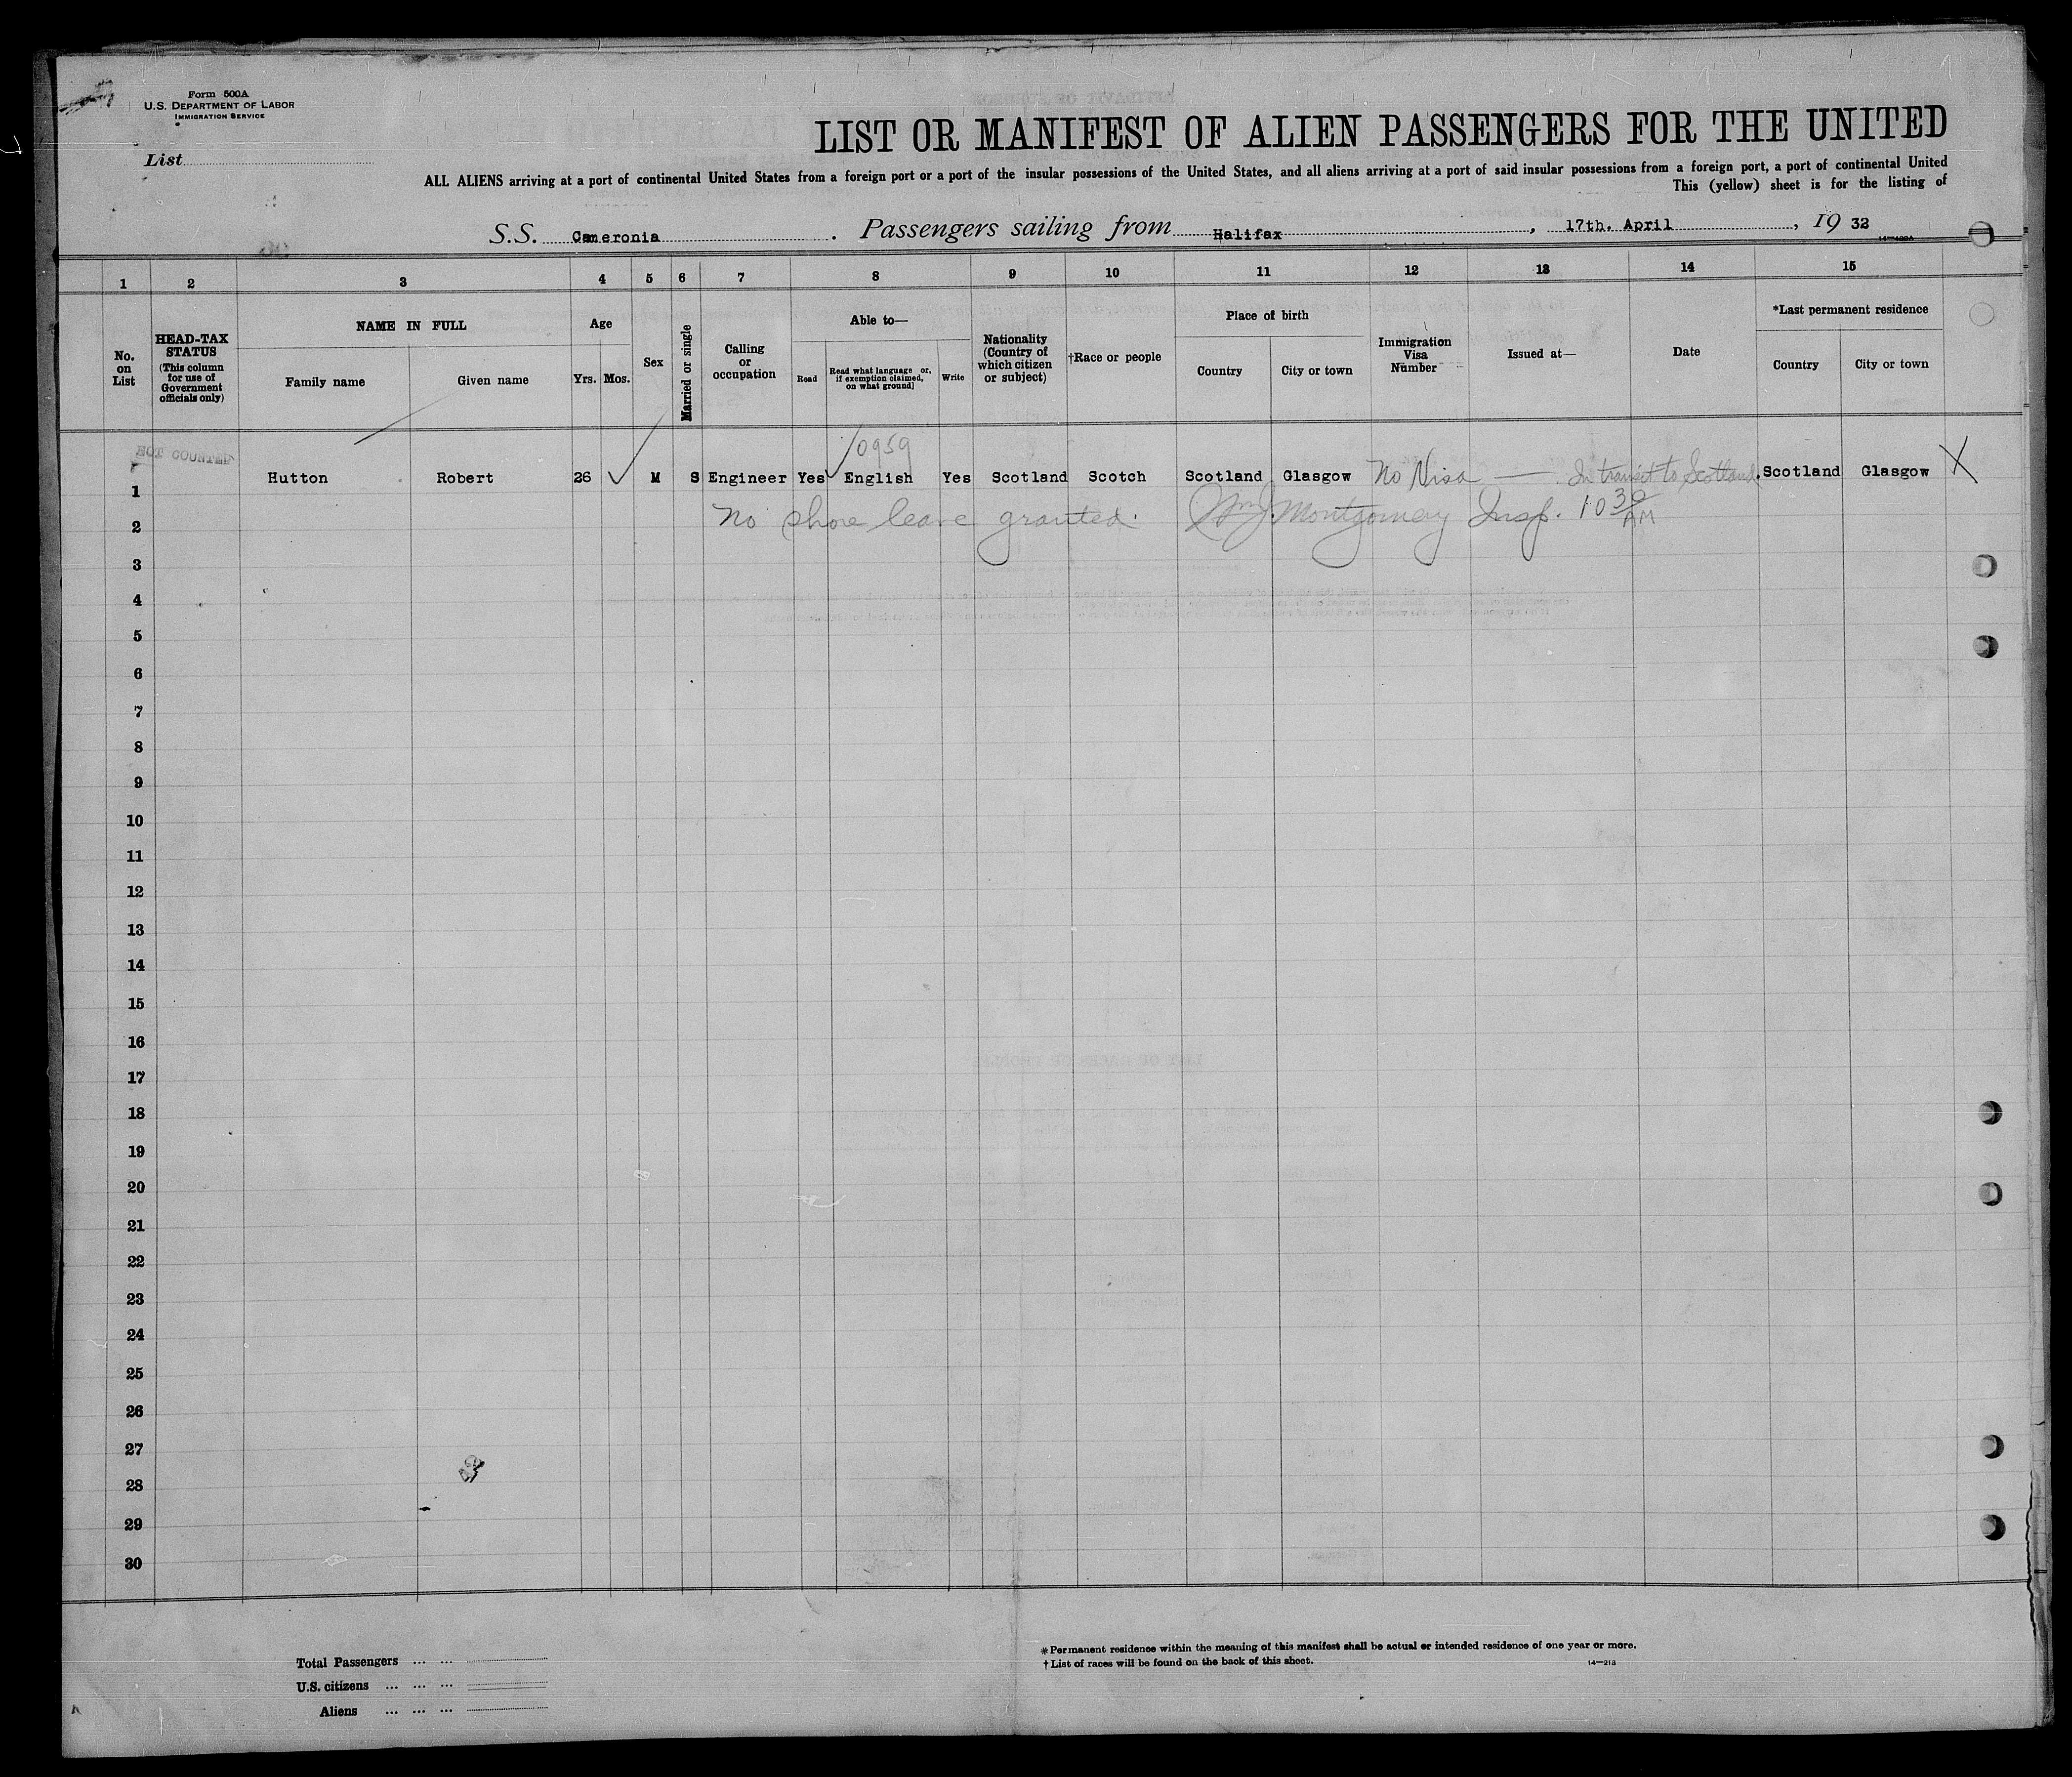 Form 500A
U.S. DEPARTMENT OF LABOR
IMMIGRATION SERVICE
List
LIST OR MANIFEST OF ALIEN PASSENGERS FOR THE UNITED
ALL ALIENS arriving at a port of continental United States from a foreign port or a port of the insular possessions of the United States, and all aliens arriving at a port of said insular possessions from a foreign port, a port of continental United
This (yellow) sheet is for the listing of
S.S. Cameronia . Passengers sailing from Halifax , 17th. April , 19 32
1 2 3 4 5 6 7 8 9 10 11 12 13 14 15
No. on List
HEAD-TAX STATUS (This column for use of Government officials only)
NAME IN FULL
Family name Given name
Age
Yrs. Mos.
Sex
Married or single
Calling or occupation
Able to—
Read
Read what language or, if exemption claimed, on what ground]
Write
Nationality (Country of which citizen or subject)
†Race or people
Place of birth
Country City or town
Immigration Visa Number
Issued at—
Date
*Last permanent residence
Country City or town
NOT COUNTED
10959
1 Hutton Robert 26 M S Engineer Yes English Yes Scotland Scotch Scotland Glasgow No Visa — In transit to Scotland. Scotland Glasgow X
2 No shore leave granted. Wm J. Montgomery Insp. 10 30 AM
3
4
5
6
7
8
9
10
11
12
13
14
15
16
17
18
19
20
21
22
23
24
25
26
27
28
29
30
Total Passengers ... ...
U.S. citizens ... ... ...
Aliens ... ... ...
*Permanent residence within the meaning of this manifest shall be actual or intended residence of one year or more.
†List of races will be found on the back of this sheet.
14—213